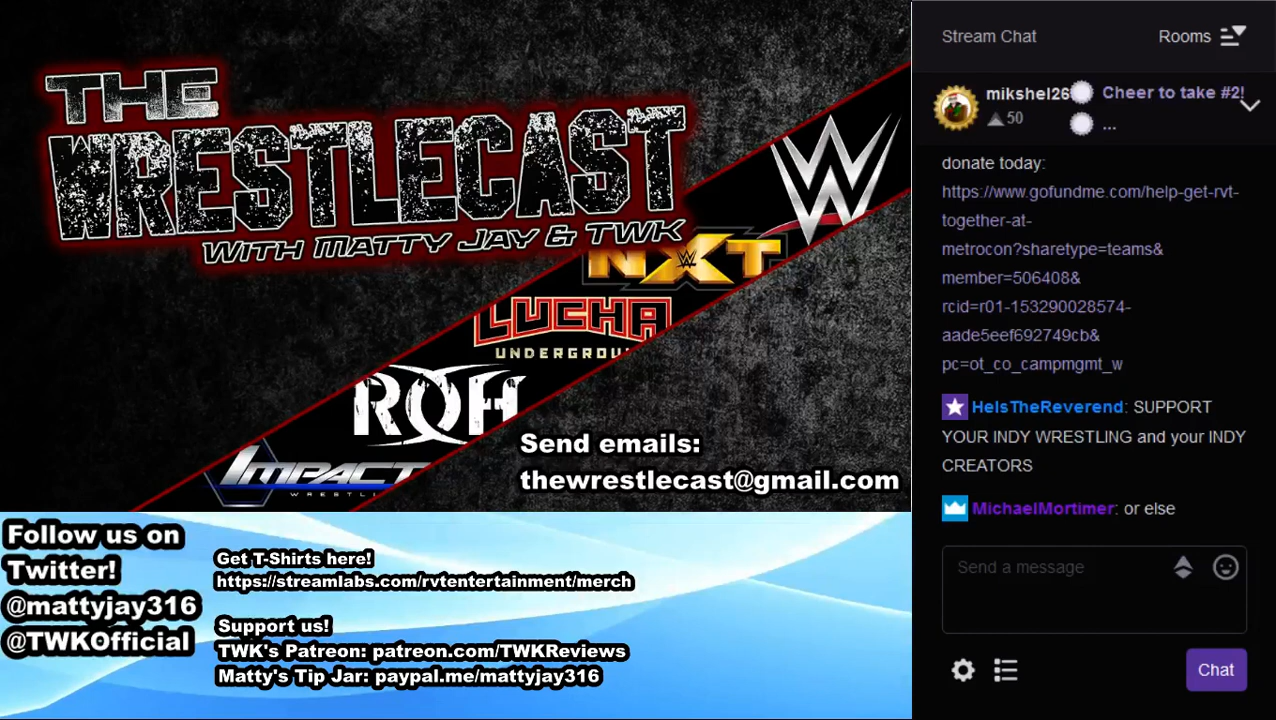 THE
WRESTLECAST
WITH MATTY JAY & TWK
W
NXT
LUCHA
UNDERGROU
ROH
IMPACT
WRESTLI
Send emails:
thewrestlecast@gmail.com
Follow us on
Twitter!
@mattyjay316
@TWKOfficial
Get T-Shirts here!
https://streamlabs.com/rvtentertainment/merch
Support us!
TWK's Patreon: patreon.com/TWKReviews
Matty's Tip Jar: paypal.me/mattyjay316
Stream Chat
Rooms
mikshel26
50
Cheer to take #2!
...
donate today:
https://www.gofundme.com/help-get-rvt-
together-at-
metrocon?sharetype=teams&
member=506408&
rcid=r01-153290028574-
aade5eef692749cb&
pc=ot_co_campmgmt_w
HeIsTheReverend: SUPPORT
YOUR INDY WRESTLING and your INDY
CREATORS
MichaelMortimer: or else
Send a message
Chat